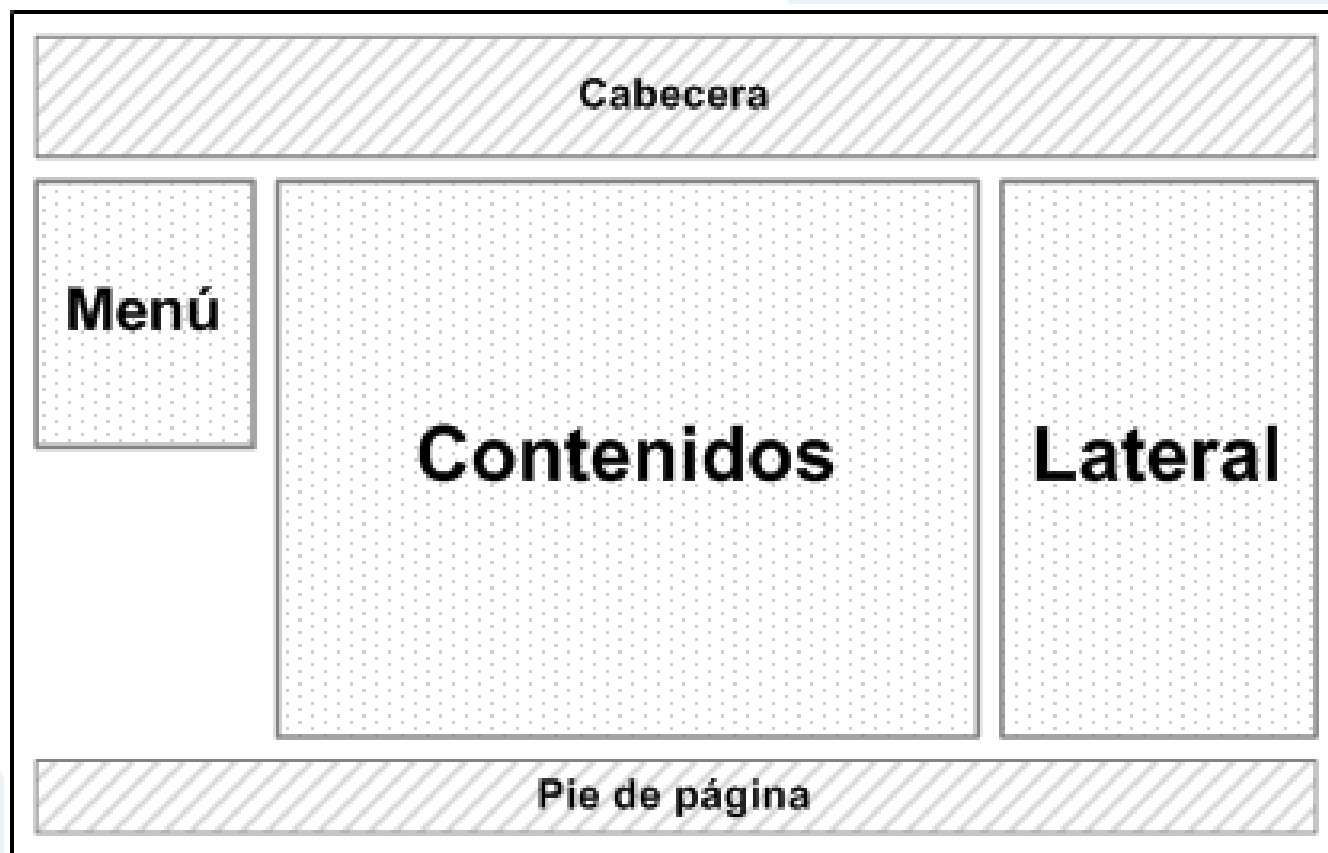 Cabecera
Menú
Contenidos
Lateral
Pie de página